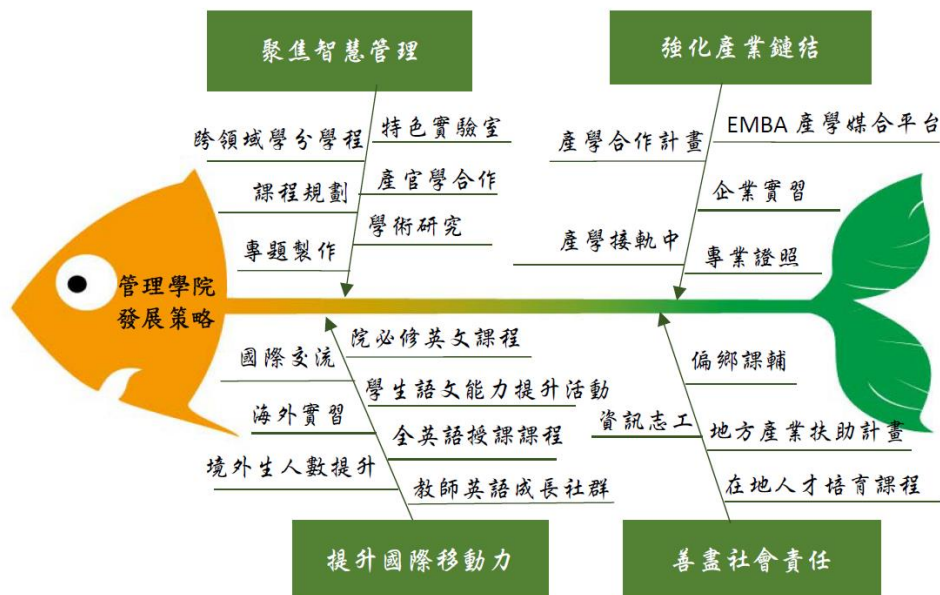 聚焦智慧管理
強化產業鏈結
跨領域學分學程
特色實驗室
課程規劃
產官學合作
專題製作
學術研究
產學合作計畫
EMBA 產學媒合平台
企業實習
產學接軌中
專業證照
管理學院
發展策略
國際交流
院必修英文課程
海外實習
學生語文能力提升活動
境外生人數提升
全英語授課課程
教師英語成長社群
偏鄉課輔
資訊志工
地方產業扶助計畫
在地人才培育課程
提升國際移動力
善盡社會責任